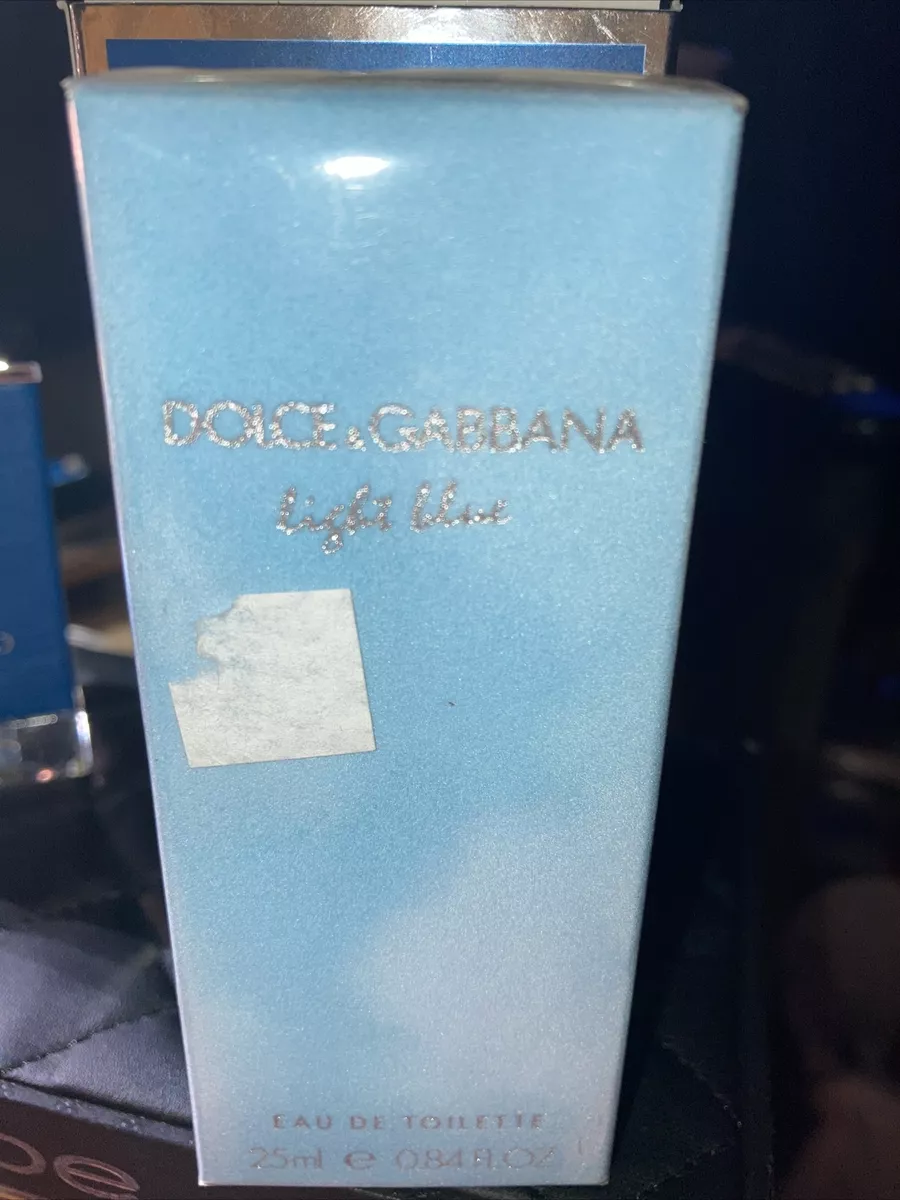 DOLCE & GABBANA
light blue
EAU DE TOILETTE
25ml e 0.84 FL.OZ